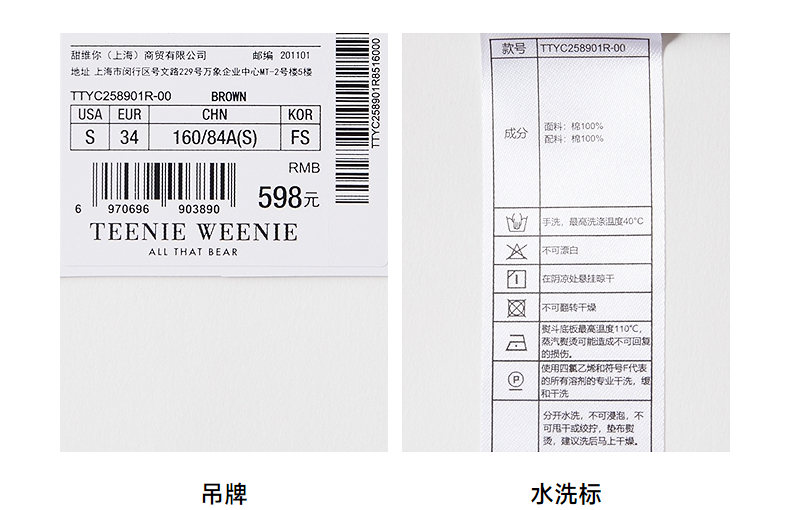 甜维你（上海）商贸有限公司 邮编 201101
地址 上海市闵行区号文路229号万象企业中心MT-2号楼5楼
TTYC258901R-00 BROWN
USA EUR CHN KOR
S 34 160/84A(S) FS
RMB
598元
6 970696 903890
TEENIE WEENIE
ALL THAT BEAR
TTYC258901R8516000
吊牌
款号 TTYC258901R-00
成分
面料：棉100%
配料：棉100%
手洗，最高洗涤温度40℃
不可漂白
在阴凉处悬挂晾干
不可翻转干燥
熨斗底板最高温度110℃，
蒸汽熨烫可能造成不可回复
的损伤。
使用四氯乙烯和符号F代表
的所有溶剂的专业干洗，缓
和干洗
分开水洗，不可浸泡，不
可甩干或绞拧，垫布熨
烫，建议洗后马上干燥。
水洗标